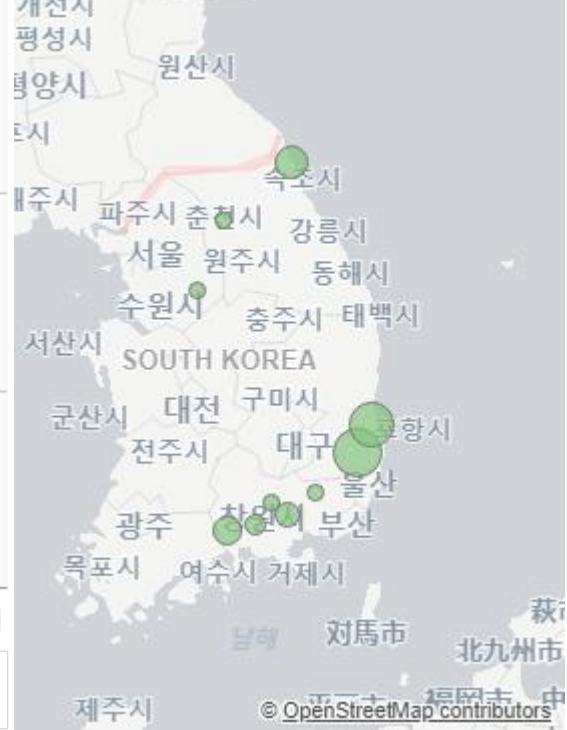 개천시
평성시
원산시
평양시
속초시
파주시
춘천시
강릉시
서울
원주시
동해시
수원시
충주시
태백시
서산시
SOUTH KOREA
대전
구미시
군산시
대구
포항시
전주시
울산
창원시
부산
광주
목포시
여수시
거제시
남해
対馬市
萩市
北九州市
제주시
福岡市
© OpenStreetMap contributors